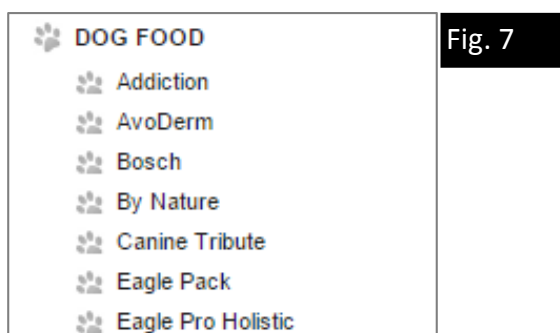 DOG FOOD
Fig. 7
Addiction
AvoDerm
Bosch
By Nature
Canine Tribute
Eagle Pack
Eagle Pro Holistic